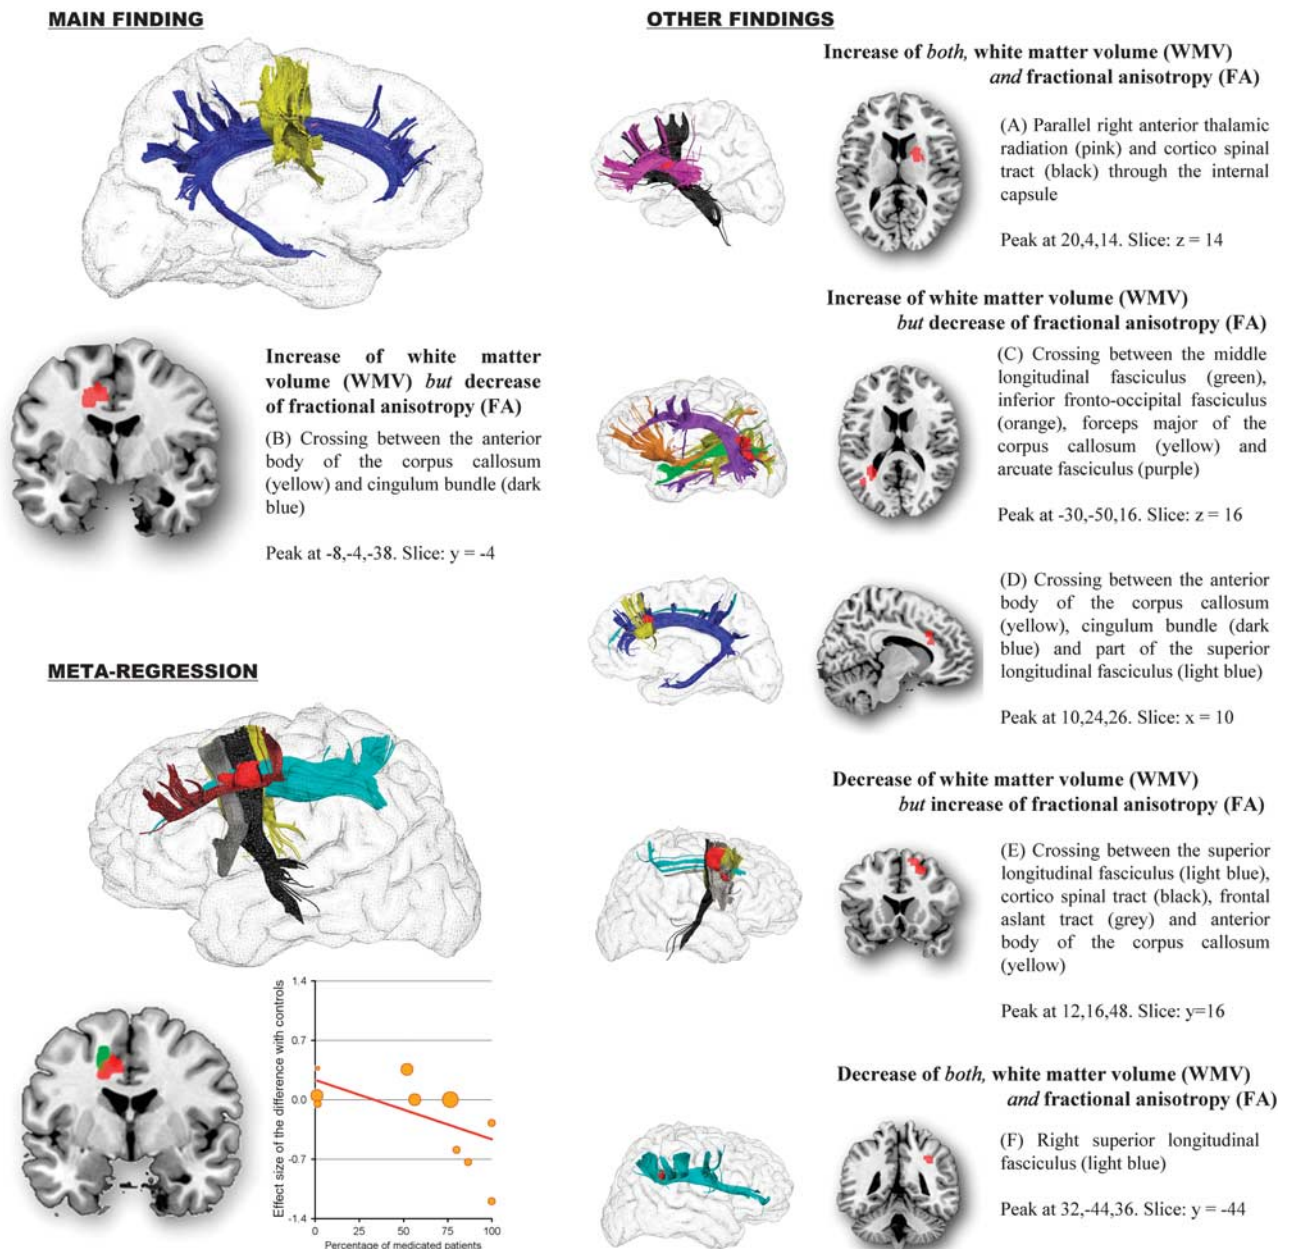 MAIN FINDING
Increase of white matter
volume (WMV) but decrease
of fractional anisotropy (FA)
(B) Crossing between the anterior
body of the corpus callosum
(yellow) and cingulum bundle (dark
blue)
Peak at -8,-4,-38. Slice: y = -4
META-REGRESSION
Effect size of the difference with controls
1.4
0.7
0.0
-0.7
-1.4
0 25 50 75 100
Percentage of medicated patients
OTHER FINDINGS
Increase of both, white matter volume (WMV)
and fractional anisotropy (FA)
(A) Parallel right anterior thalamic
radiation (pink) and cortico spinal
tract (black) through the internal
capsule
Peak at 20,4,14. Slice: z = 14
Increase of white matter volume (WMV)
but decrease of fractional anisotropy (FA)
(C) Crossing between the middle
longitudinal fasciculus (green),
inferior fronto-occipital fasciculus
(orange), forceps major of the
corpus callosum (yellow) and
arcuate fasciculus (purple)
Peak at -30,-50,16. Slice: z = 16
(D) Crossing between the anterior
body of the corpus callosum
(yellow), cingulum bundle (dark
blue) and part of the superior
longitudinal fasciculus (light blue)
Peak at 10,24,26. Slice: x = 10
Decrease of white matter volume (WMV)
but increase of fractional anisotropy (FA)
(E) Crossing between the superior
longitudinal fasciculus (light blue),
cortico spinal tract (black), frontal
aslant tract (grey) and anterior
body of the corpus callosum
(yellow)
Peak at 12,16,48. Slice: y=16
Decrease of both, white matter volume (WMV)
and fractional anisotropy (FA)
(F) Right superior longitudinal
fasciculus (light blue)
Peak at 32,-44,36. Slice: y = -44